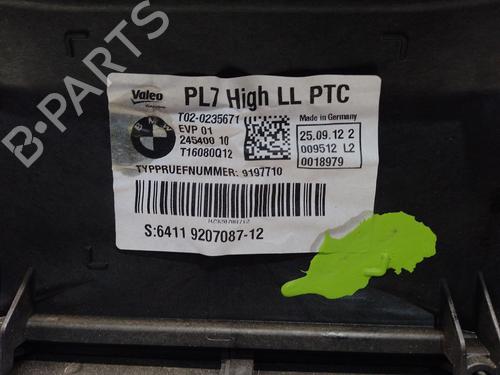 B-PARTS
Valeo
PL7 High LL PTC
BMW
T02-0235671
EVP 01
245400 10
T16080Q12
Made in Germany
25.09.12 2
009512 L2
0018979
TYPPRUEFNUMMER: 9197710
S:6411 9207087-12